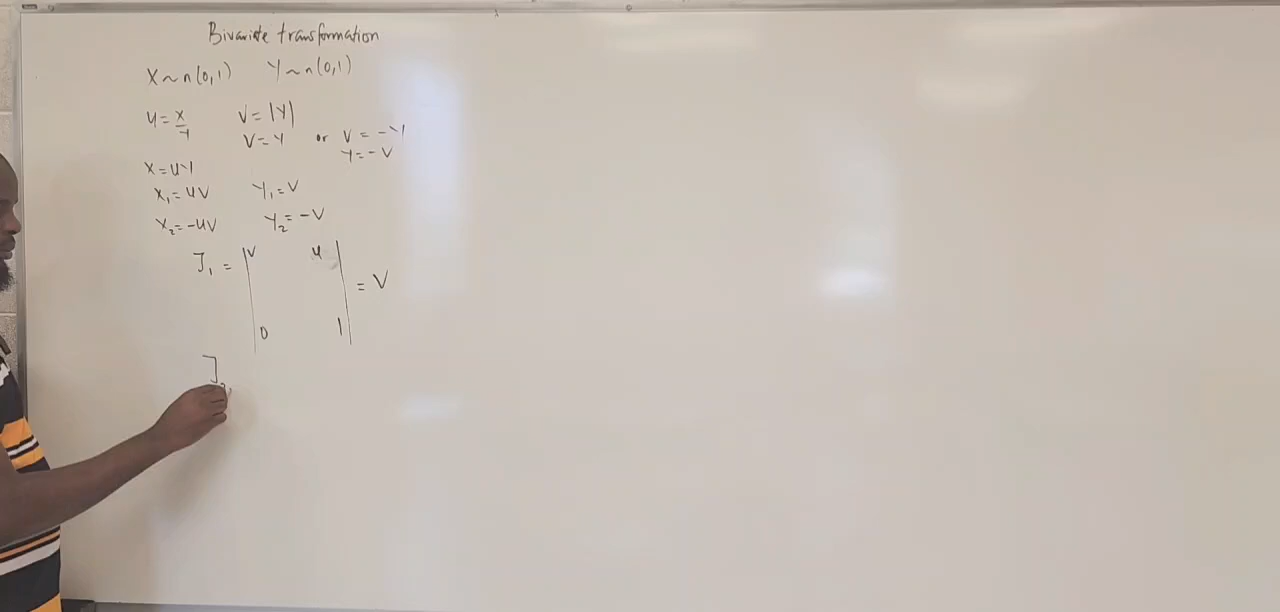 Bivariate transformation
X ~ n(0,1) Y ~ n(0,1)
U = X/Y V = |Y|
V = Y or V = -Y
Y = -V
X = UY
X₁ = UV Y₁ = V
X₂ = -UV Y₂ = -V
J₁ = | V U | = V
| 0 1 |
J₂